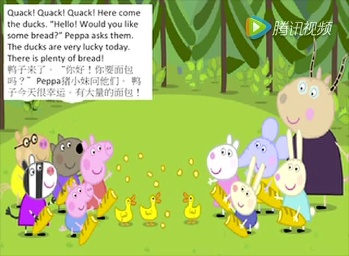 Quack! Quack! Quack! Here come
the ducks. "Hello! Would you like
some bread?" Peppa asks them.
The ducks are very lucky today.
There is plenty of bread!
鸭子来了。“你好！你要面包
吗？”Peppa猪小妹问他们。鸭
子今天很幸运。有大量的面包！
腾讯视频